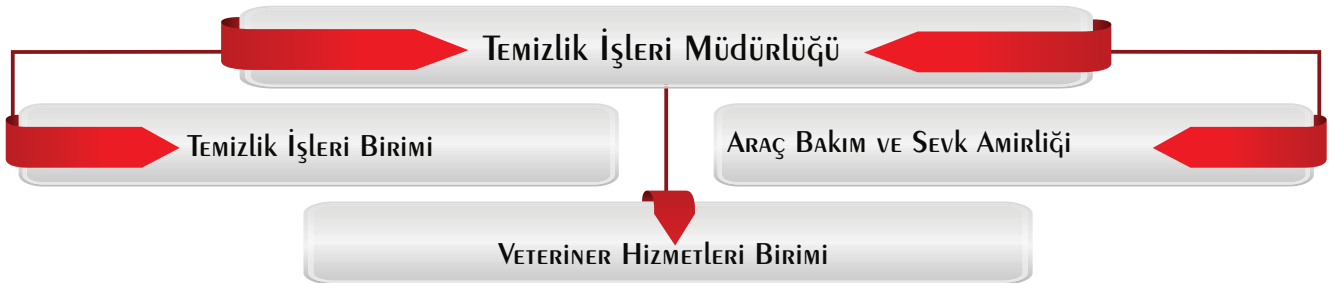 Temizlik İşleri Müdürlüğü
Temizlik İşleri Birimi
Araç Bakım ve Sevk Amirliği
Veteriner Hizmetleri Birimi